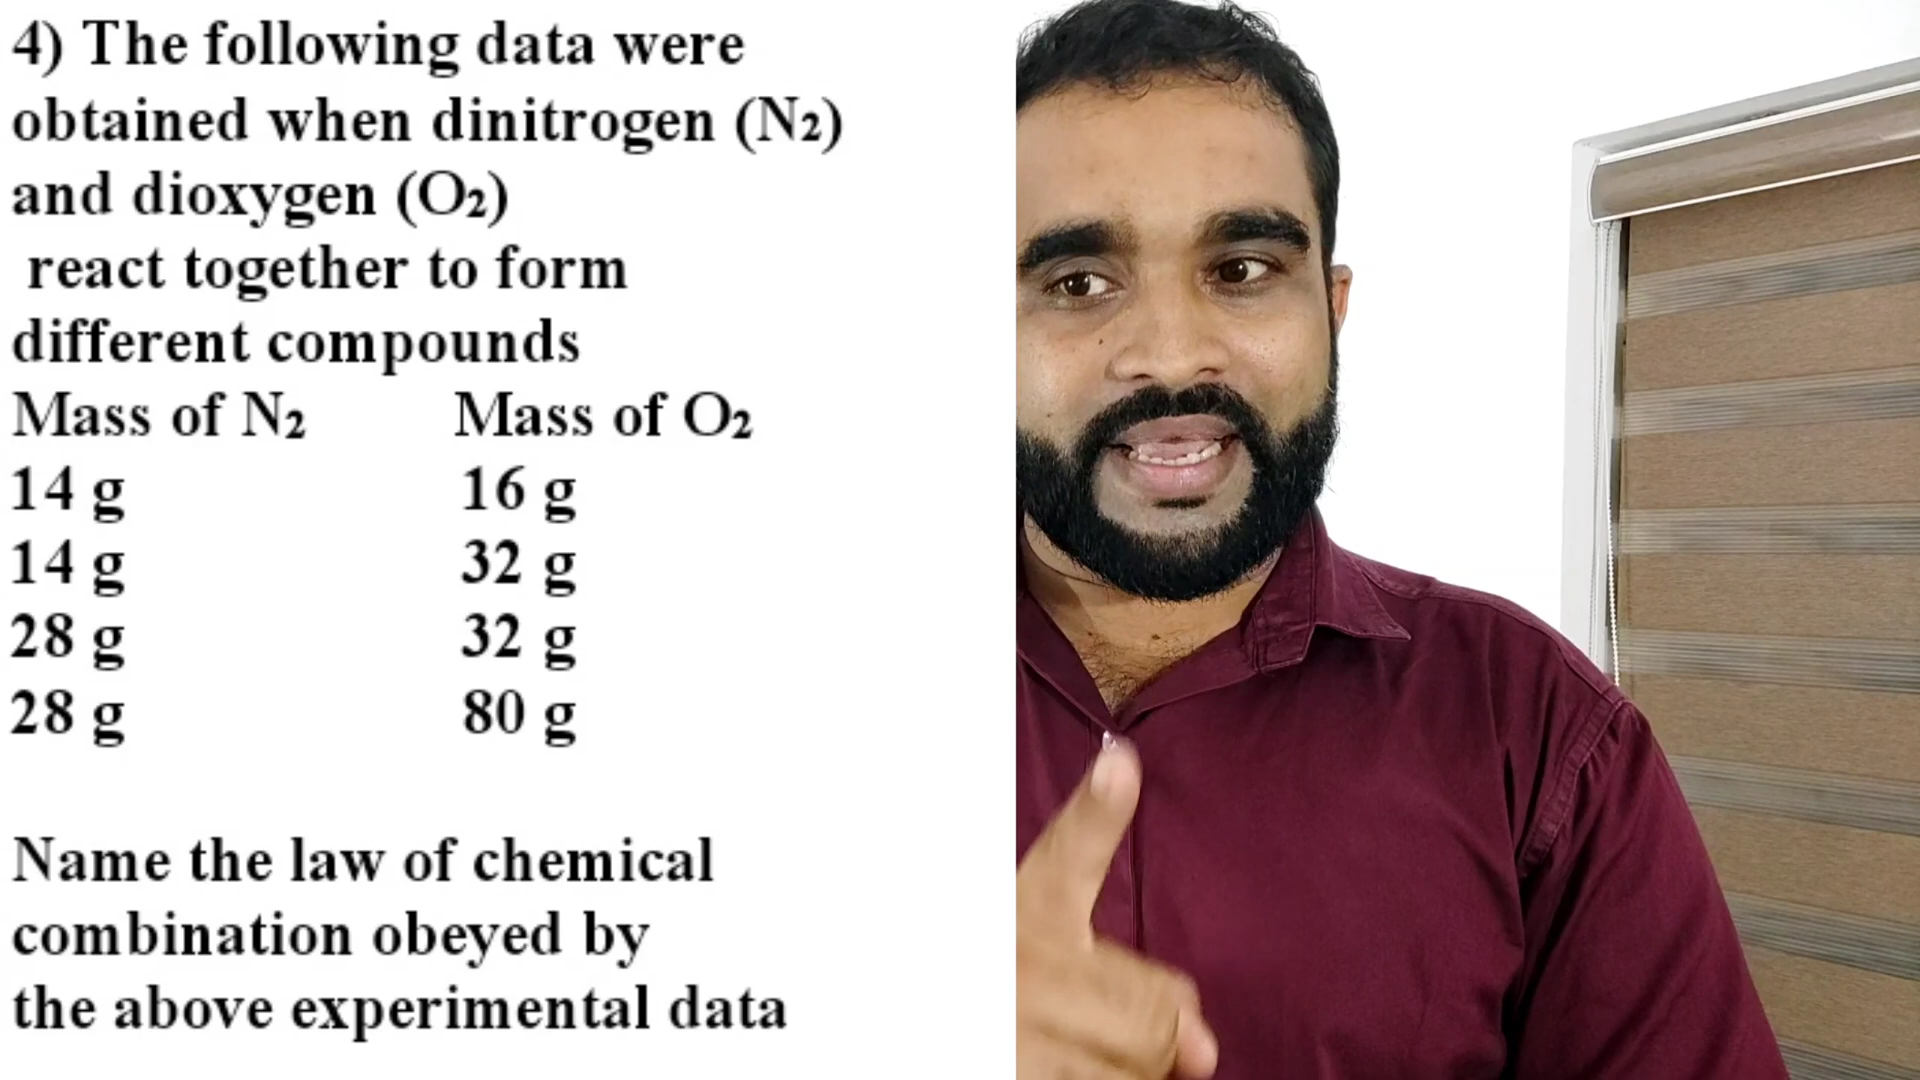 4) The following data were
obtained when dinitrogen (N₂)
and dioxygen (O₂)
react together to form
different compounds
Mass of N₂ Mass of O₂
14 g 16 g
14 g 32 g
28 g 32 g
28 g 80 g
Name the law of chemical
combination obeyed by
the above experimental data